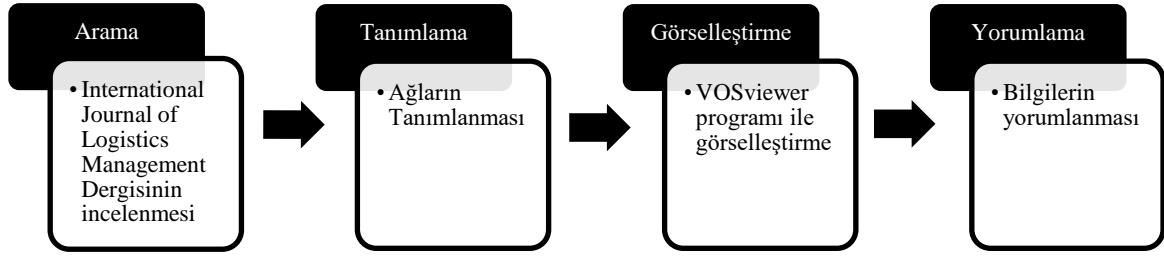 Arama
• International
Journal of
Logistics
Management
Dergisinin
incelenmesi
Tanımlama
• Ağların
Tanımlanması
Görselleştirme
• VOSviewer
programı ile
görselleştirme
Yorumlama
• Bilgilerin
yorumlanması